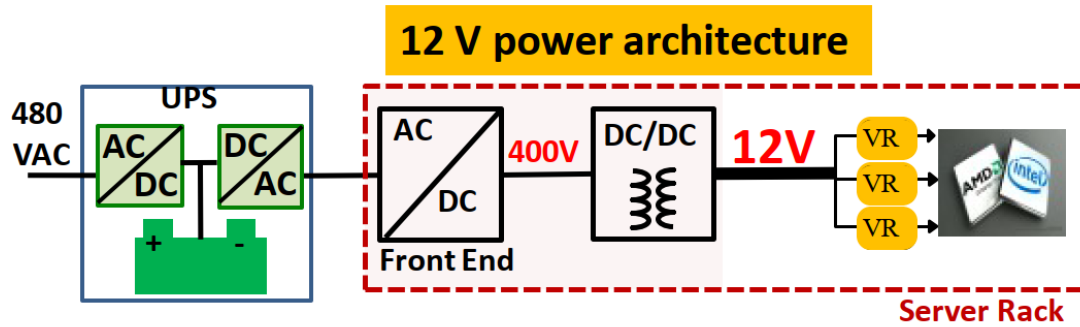 12 V power architecture
480
VAC
UPS
AC
DC
DC
AC
+
-
AC
DC
Front End
400V
DC/DC
12V
VR
VR
VR
AMD
intel
Server Rack